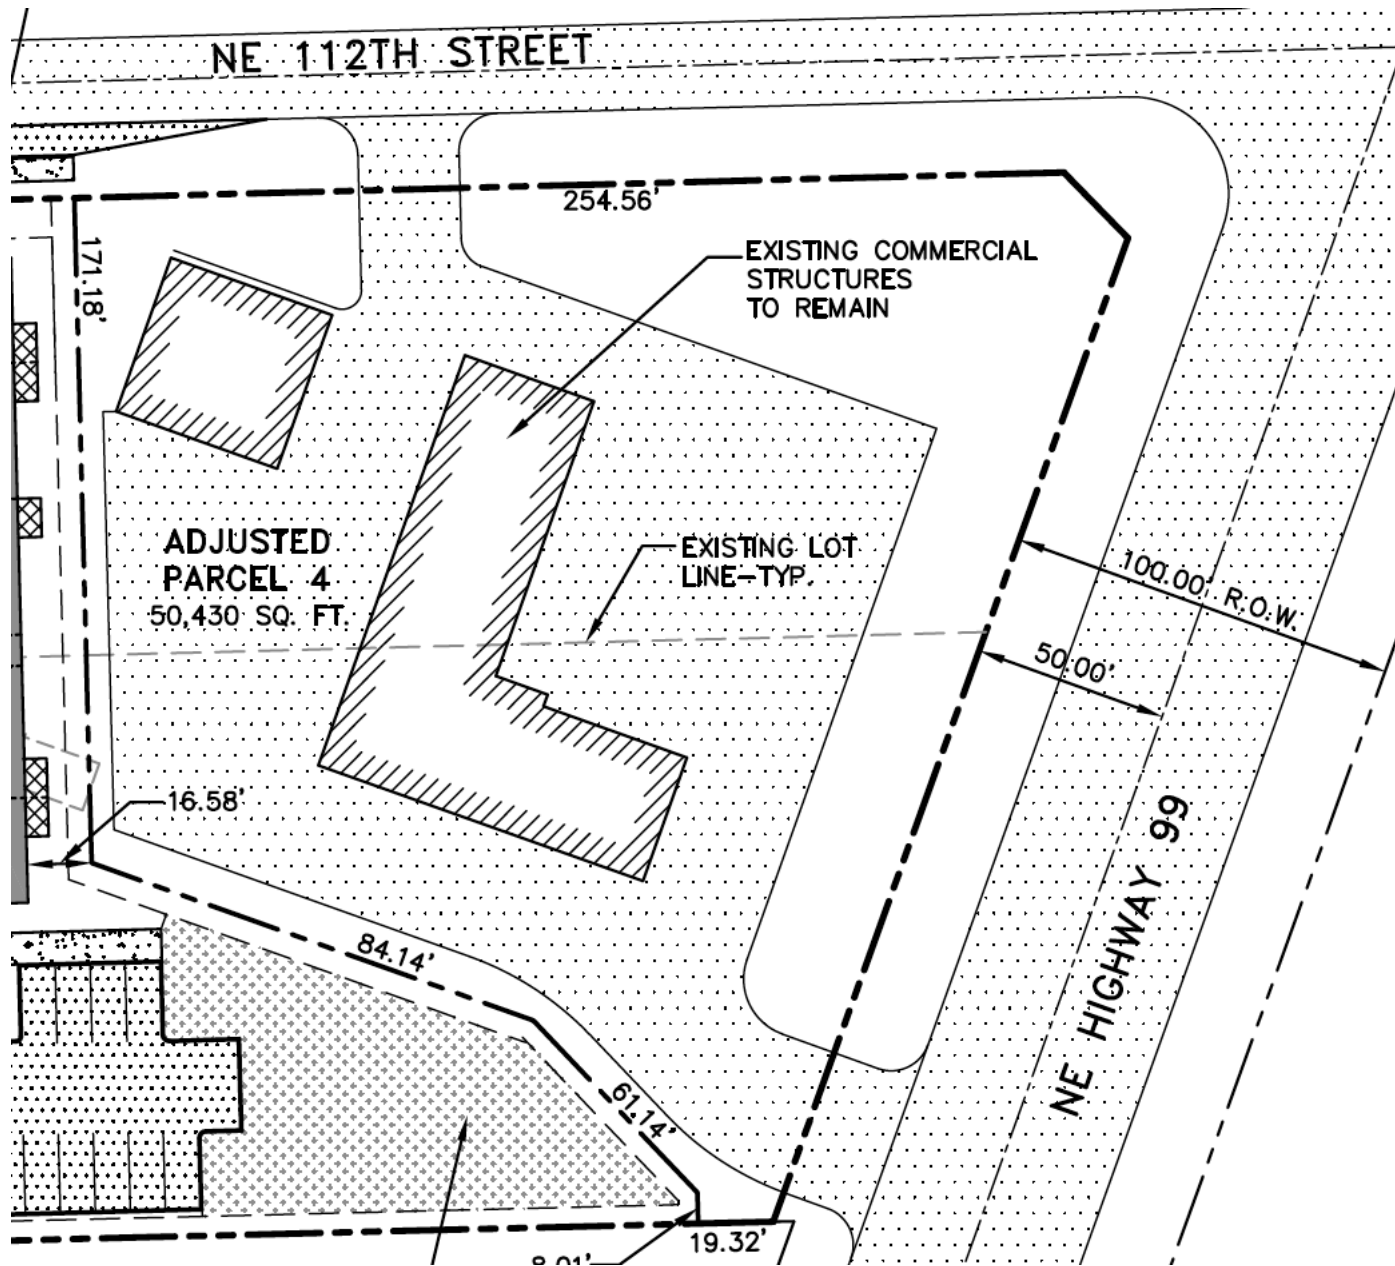 NE 112TH STREET
254.56'
171.18'
EXISTING COMMERCIAL
STRUCTURES
TO REMAIN
ADJUSTED
PARCEL 4
50,430 SQ. FT.
EXISTING LOT
LINE-TYP.
100.00' R.O.W.
50.00'
16.58'
NE HIGHWAY 99
84.14'
61.14'
19.32'
8.01'